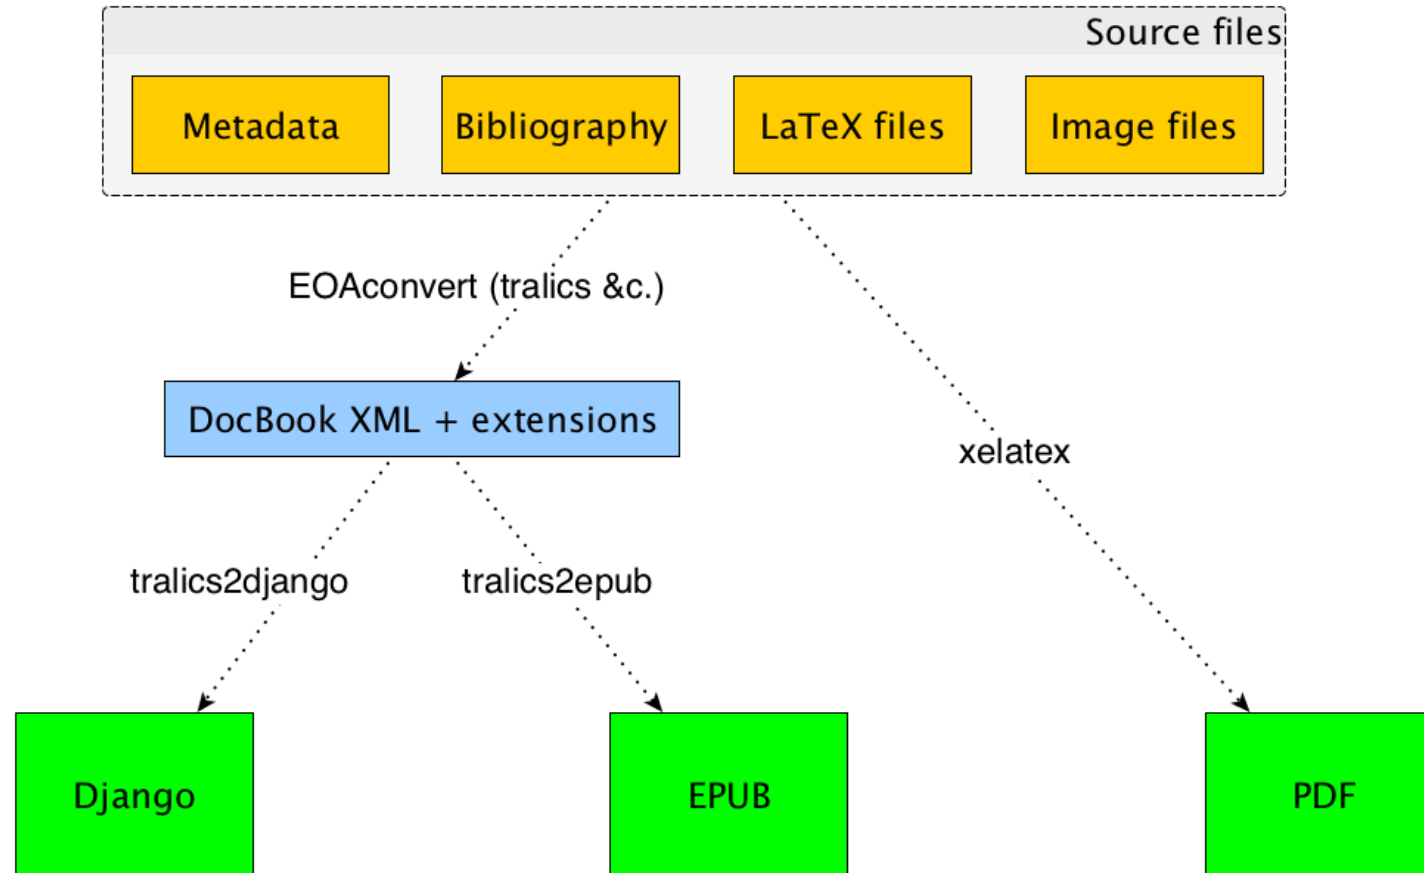 Source files
Metadata
Bibliography
LaTeX files
Image files
EOAconvert (tralics &c.)
DocBook XML + extensions
xelatex
tralics2django
tralics2epub
Django
EPUB
PDF